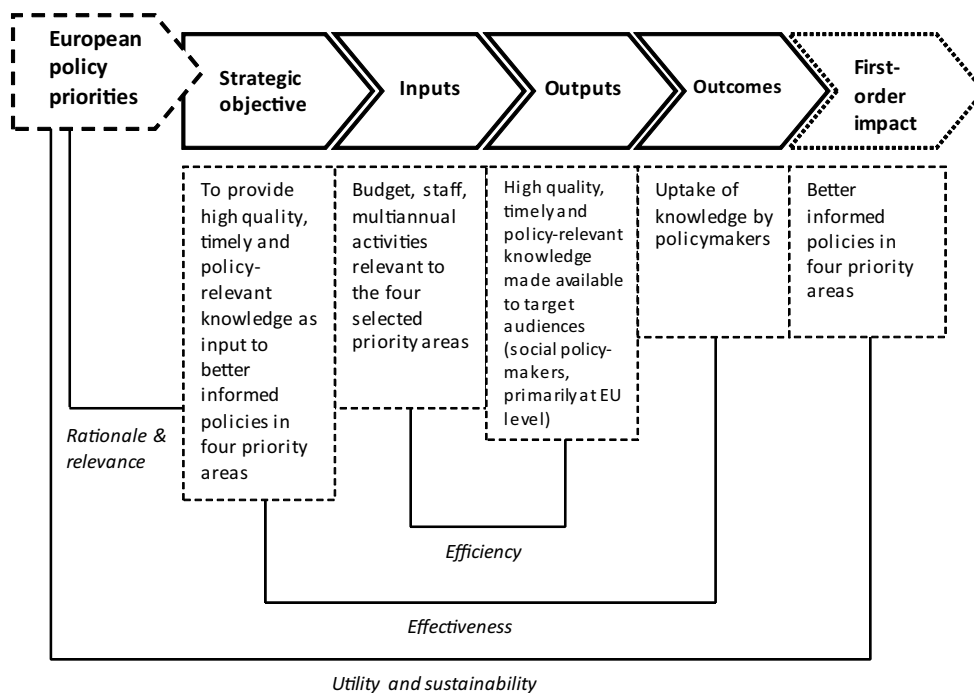 European
policy
priorities
Strategic
objective
Inputs
Outputs
Outcomes
First-
order
impact
To provide
high quality,
timely and
policy-
relevant
knowledge as
input to
better
informed
policies in
four priority
areas
Budget, staff,
multiannual
activities
relevant to
the four
selected
priority areas
High quality,
timely and
policy-relevant
knowledge
made available
to target
audiences
(social policy-
makers,
primarily at EU
level)
Uptake of
knowledge by
policymakers
Better
informed
policies in
four priority
areas
Rationale &
relevance
Efficiency
Effectiveness
Utility and sustainability